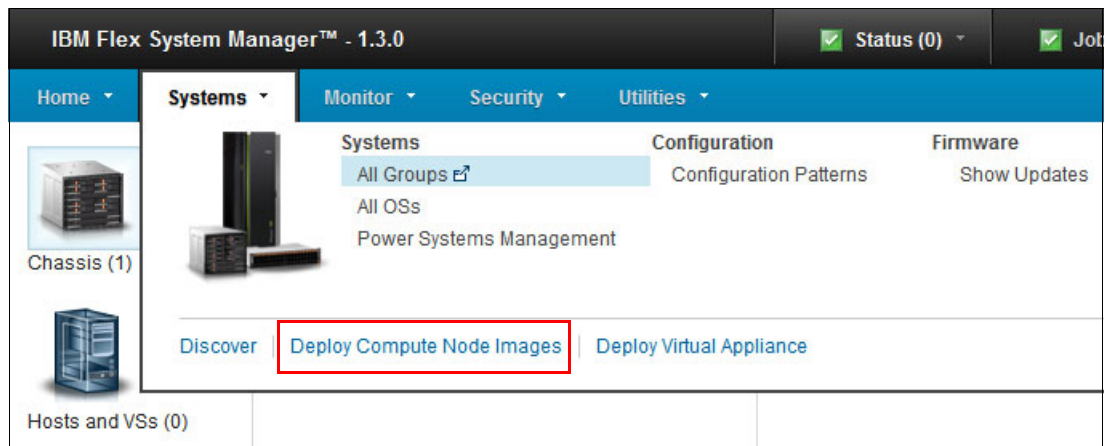 IBM Flex System Manager™ - 1.3.0
Status (0)
Home
Systems
Monitor
Security
Utilities
Systems
Configuration
Firmware
All Groups
Configuration Patterns
Show Updates
All OSs
Power Systems Management
Chassis (1)
Discover
Deploy Compute Node Images
Deploy Virtual Appliance
Hosts and VSs (0)